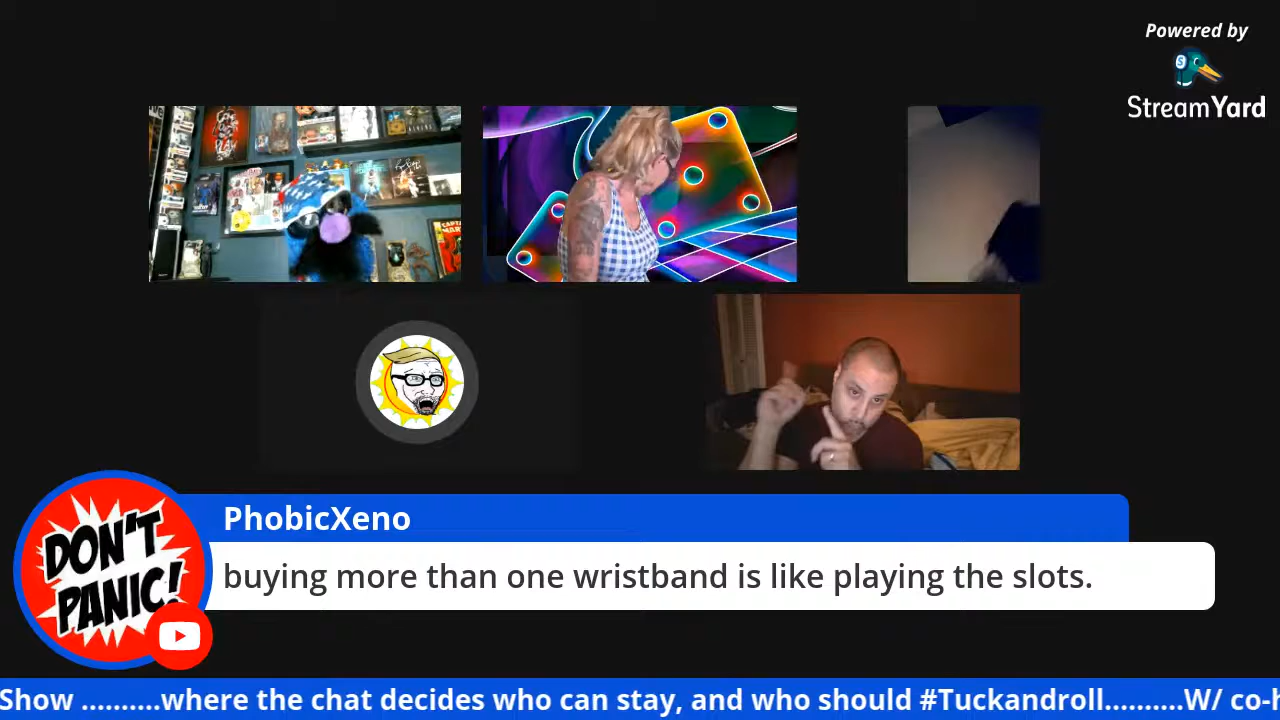 Powered by
StreamYard
DON'T
PANIC!
PhobicXeno
buying more than one wristband is like playing the slots.
Show ..........where the chat decides who can stay, and who should #Tuckandroll..........W/ co-h